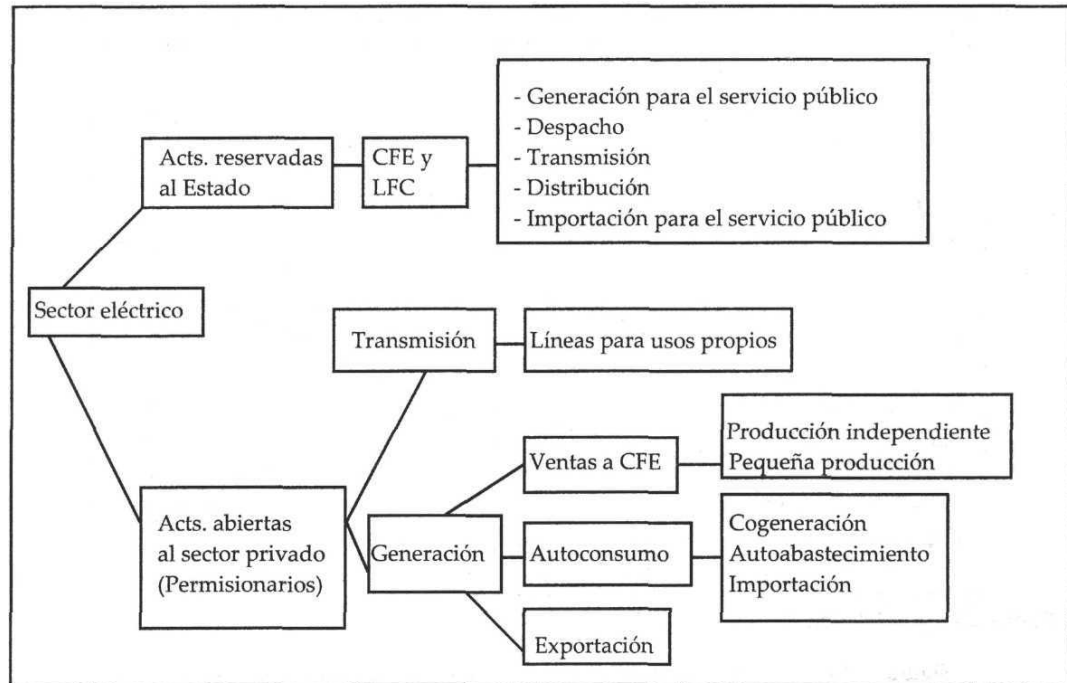 - Generación para el servicio público
- Despacho
- Transmisión
- Distribución
- Importación para el servicio público
Acts. reservadas
al Estado
CFE y
LFC
Sector eléctrico
Transmisión
Líneas para usos propios
Acts. abiertas
al sector privado
(Permisionarios)
Generación
Ventas a CFE
Producción independiente
Pequeña producción
Autoconsumo
Cogeneración
Autoabastecimiento
Importación
Exportación